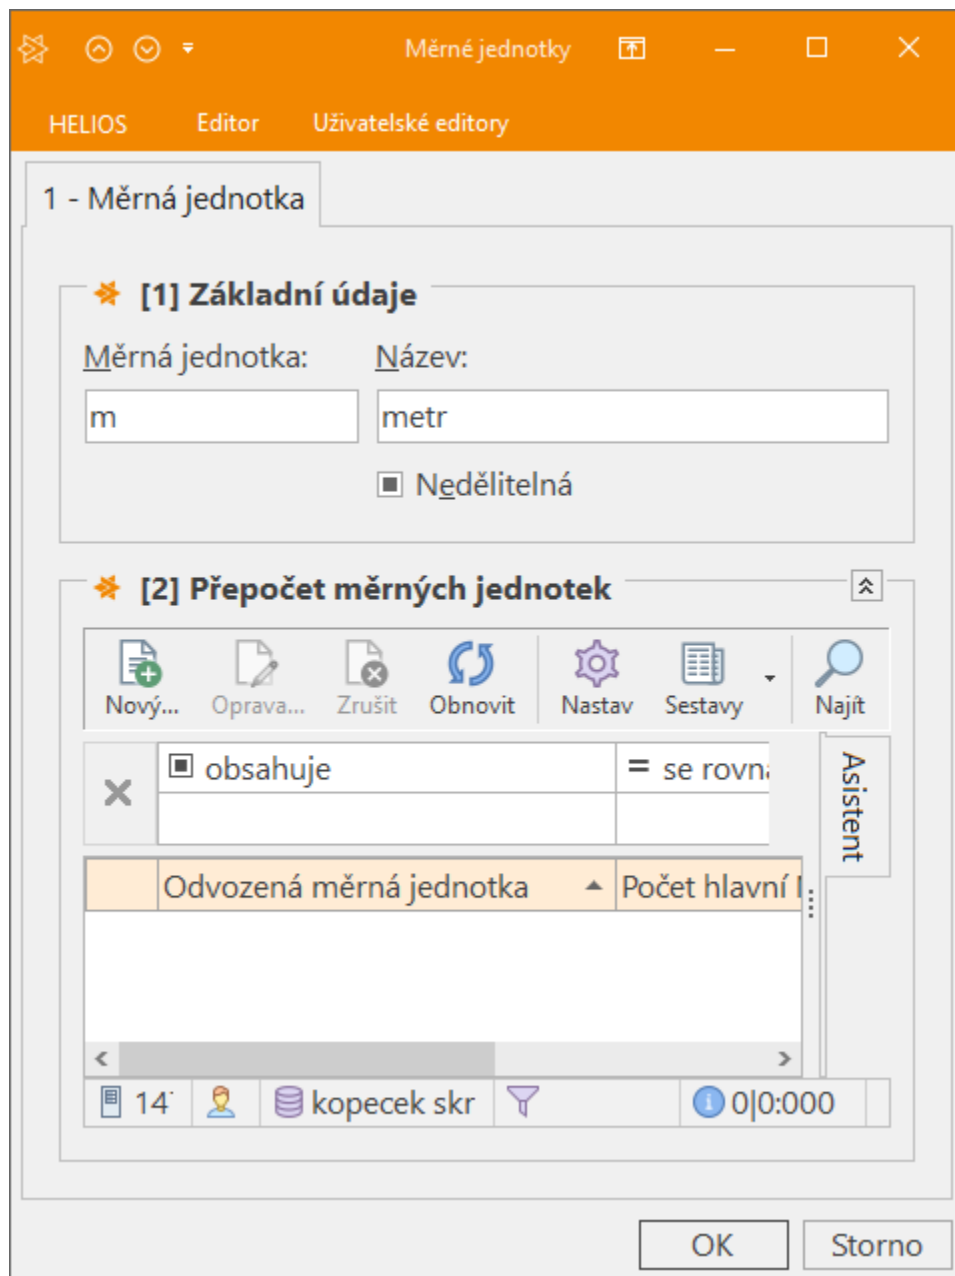 Měrné jednotky
HELIOS Editor Uživatelské editory
1 - Měrná jednotka
[1] Základní údaje
Měrná jednotka: Název:
m metr
Nedělitelná
[2] Přepočet měrných jednotek
Nový... Oprava... Zrušit Obnovit Nastav Sestavy Najít
obsahuje = se rovná
Asistent
Odvozená měrná jednotka Počet hlavní
14 kopecek skr 0|0:000
OK Storno